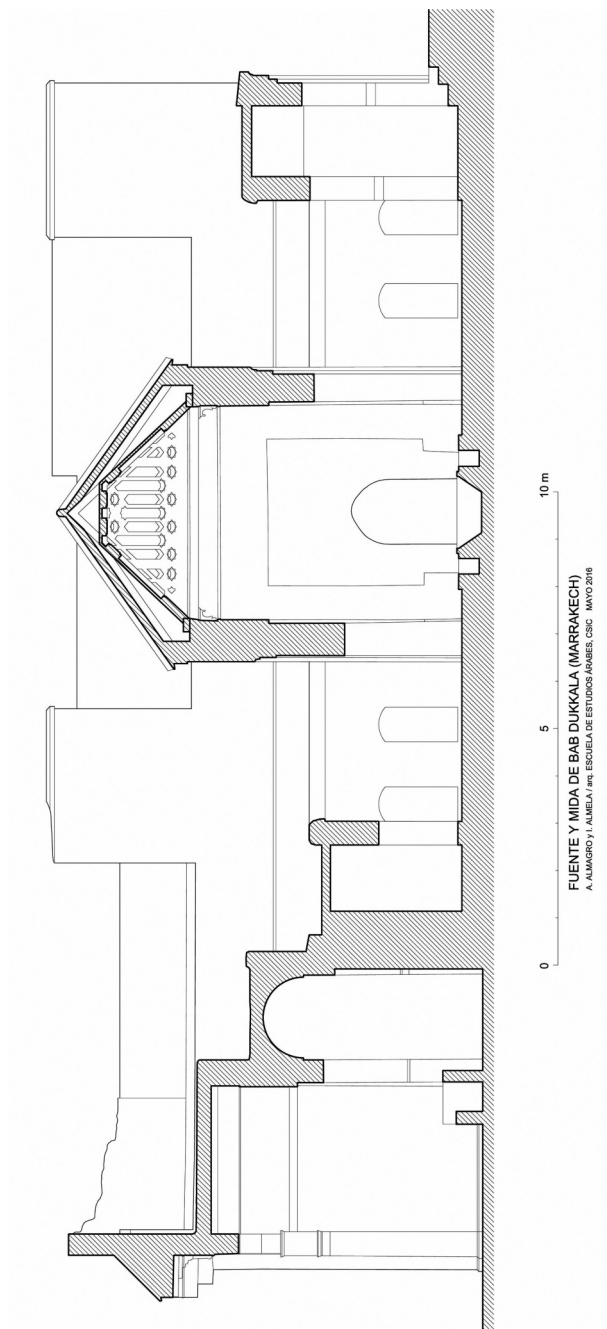 0
5
10 m
FUENTE Y MIDA DE BAB DUKKALA (MARRAKECH)
A. ALMAGRO y I. ALMELA / arq. ESCUELA DE ESTUDIOS ÁRABES, CSIC MAYO 2016